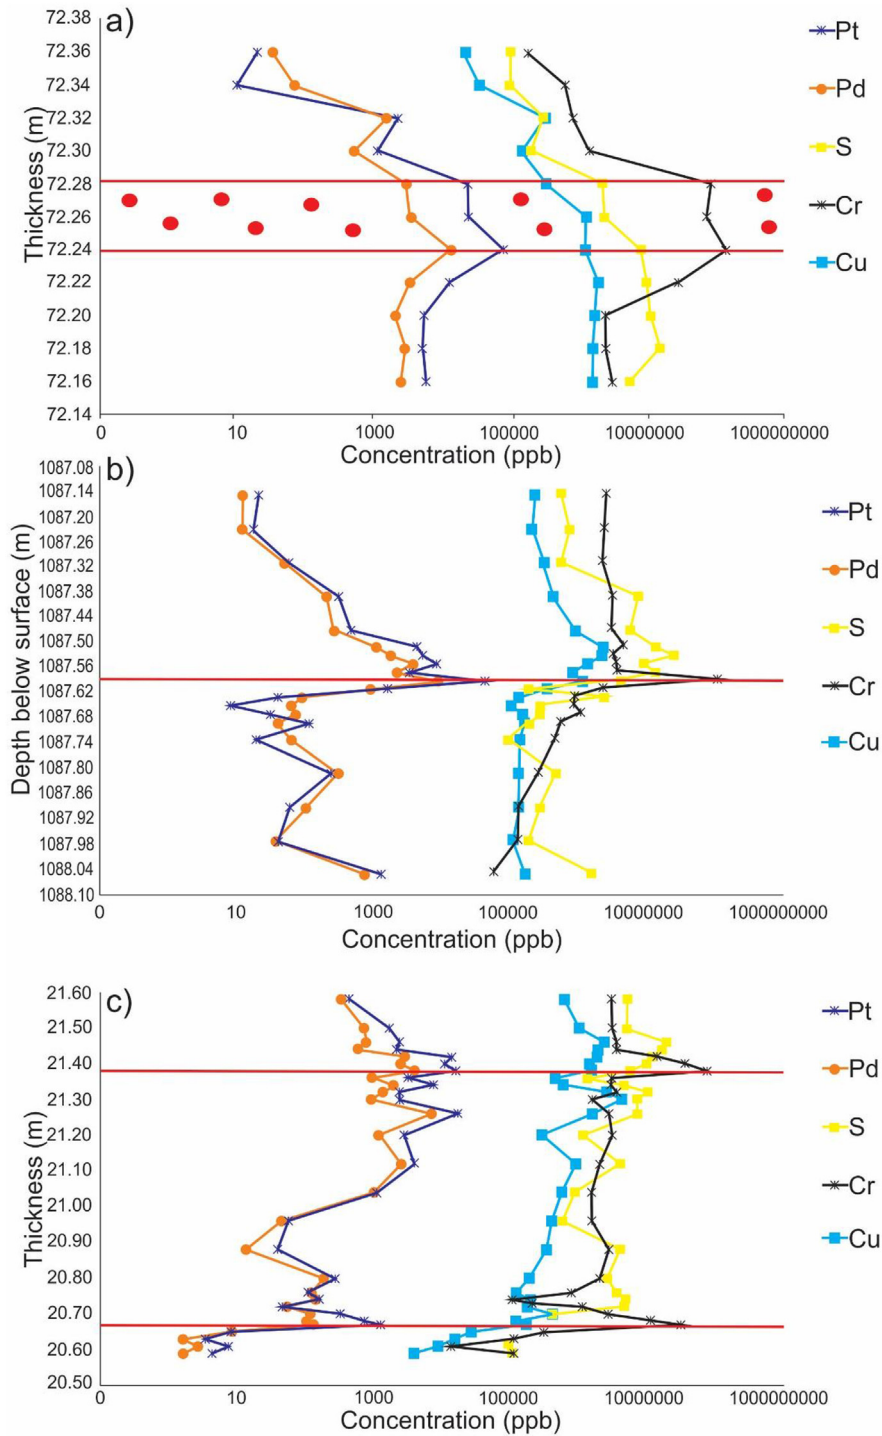 a)
72.38
72.36
72.34
72.32
72.30
72.28
72.26
72.24
72.22
72.20
72.18
72.16
72.14
Thickness (m)
0 10 1000 100000 10000000 1000000000
Concentration (ppb)
Pt
Pd
S
Cr
Cu
b)
1087.08
1087.14
1087.20
1087.26
1087.32
1087.38
1087.44
1087.50
1087.56
1087.62
1087.68
1087.74
1087.80
1087.86
1087.92
1087.98
1088.04
1088.10
Depth below surface (m)
0 10 1000 100000 10000000 1000000000
Concentration (ppb)
Pt
Pd
S
Cr
Cu
c)
21.60
21.50
21.40
21.30
21.20
21.10
21.00
20.90
20.80
20.70
20.60
20.50
Thickness (m)
0 10 1000 100000 10000000 1000000000
Concentration (ppb)
Pt
Pd
S
Cr
Cu